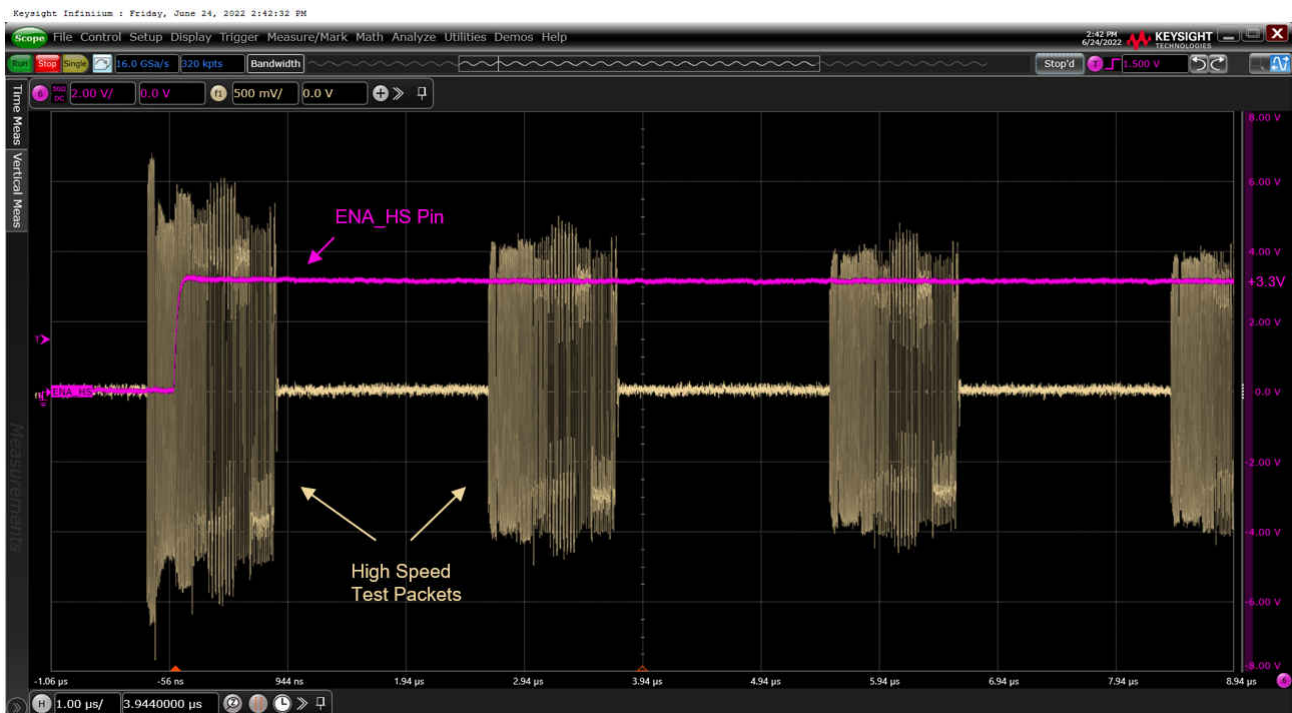 Keysight Infiniium : Friday, June 24, 2022 2:42:32 PM
Scope File Control Setup Display Trigger Measure/Mark Math Analyze Utilities Demos Help
2:42 PM
6/24/2022
KEYSIGHT
TECHNOLOGIES
Run Stop Single 16.0 GSa/s 320 kpts Bandwidth Stop'd T 1.500 V
6 50Ω DC 2.00 V/ 0.0 V f1 500 mV/ 0.0 V
Time Meas
Vertical Meas
Measurements
8.00 V
6.00 V
ENA_HS Pin
4.00 V
+3.3V
2.00 V
T
ENA_HS
0.0 V
-2.00 V
-4.00 V
High Speed
Test Packets
-6.00 V
-8.00 V
-1.06 µs -56 ns 944 ns 1.94 µs 2.94 µs 3.94 µs 4.94 µs 5.94 µs 6.94 µs 7.94 µs 8.94 µs 6
H 1.00 µs/ 3.9440000 µs